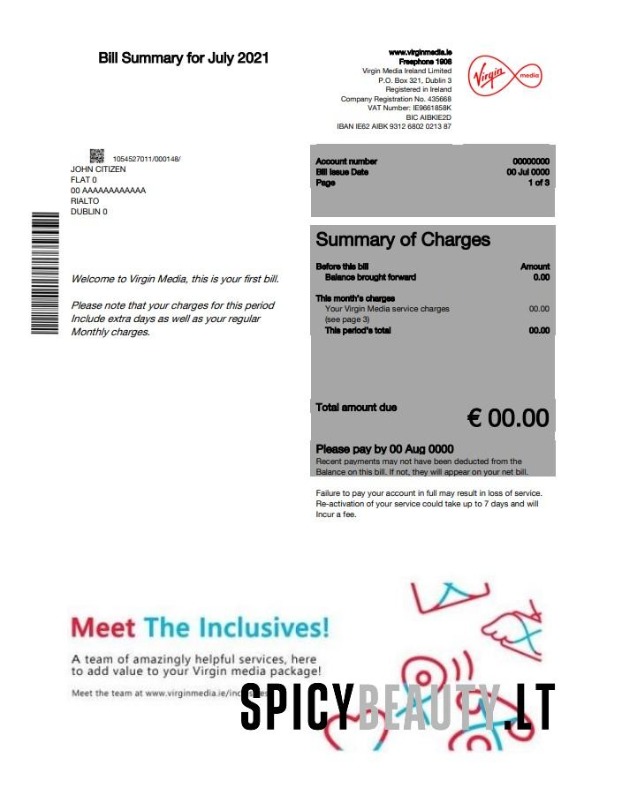 Bill Summary for July 2021
www.virginmedia.ie
Freephone 1908
Virgin Media Ireland Limited
P.O. Box 321, Dublin 3
Registered in Ireland
Company Registration No. 435668
VAT Number: IE9661858K
BIC AIBKIE2D
IBAN IE62 AIBK 9312 6802 0213 87
Virgin media
1054527011/000148/
JOHN CITIZEN
FLAT 0
00 AAAAAAAAAAAA
RIALTO
DUBLIN 0
Account number 00000000
Bill Issue Date 00 Jul 0000
Page 1 of 3
Welcome to Virgin Media, this is your first bill.
Please note that your charges for this period
Include extra days as well as your regular
Monthly charges.
Summary of Charges
Before this bill Amount
Balance brought forward 0.00
This month's charges
Your Virgin Media service charges 00.00
(see page 3)
This period's total 00.00
Total amount due
€ 00.00
Please pay by 00 Aug 0000
Recent payments may not have been deducted from the
Balance on this bill. If not, they will appear on your net bill.
Failure to pay your account in full may result in loss of service.
Re-activation of your service could take up to 7 days and will
Incur a fee.
Meet The Inclusives!
A team of amazingly helpful services, here
to add value to your Virgin media package!
Meet the team at www.virginmedia.ie/inclusives
SPICYBEAUTY.LT